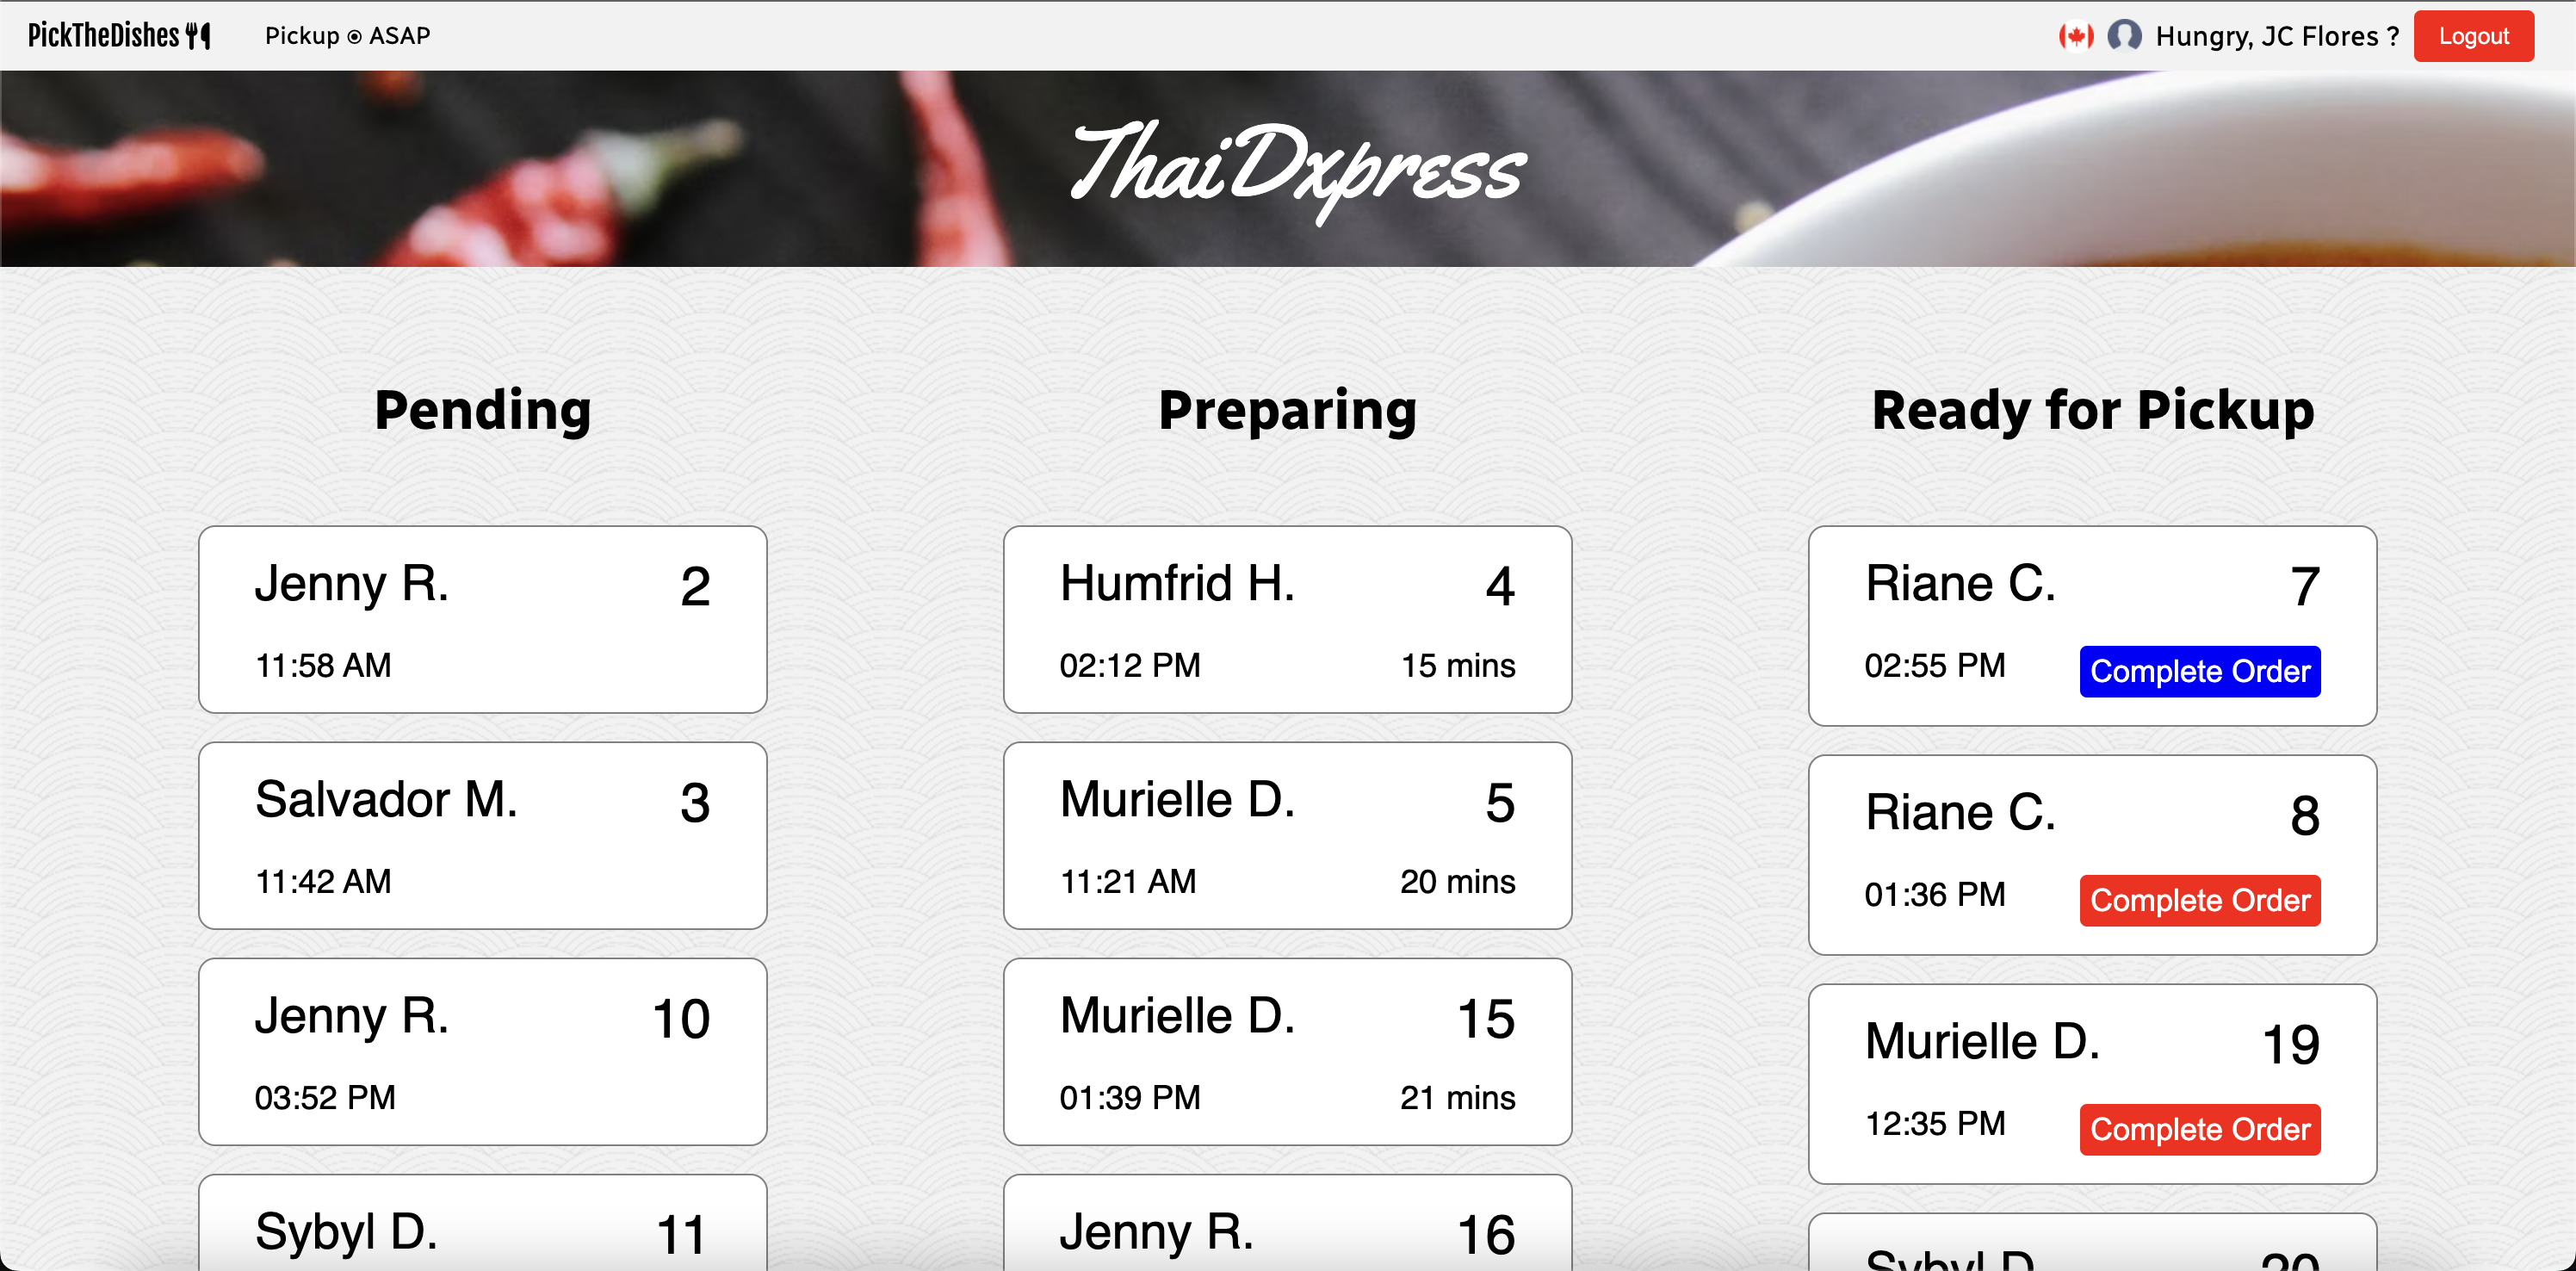 PickTheDishes
Pickup ASAP
Hungry, JC Flores ?
Logout
ThaiDxpress
Pending
Jenny R. 2
11:58 AM
Salvador M. 3
11:42 AM
Jenny R. 10
03:52 PM
Sybyl D. 11
Preparing
Humfrid H. 4
02:12 PM 15 mins
Murielle D. 5
11:21 AM 20 mins
Murielle D. 15
01:39 PM 21 mins
Jenny R. 16
Ready for Pickup
Riane C. 7
02:55 PM Complete Order
Riane C. 8
01:36 PM Complete Order
Murielle D. 19
12:35 PM Complete Order
Sybyl D. 20